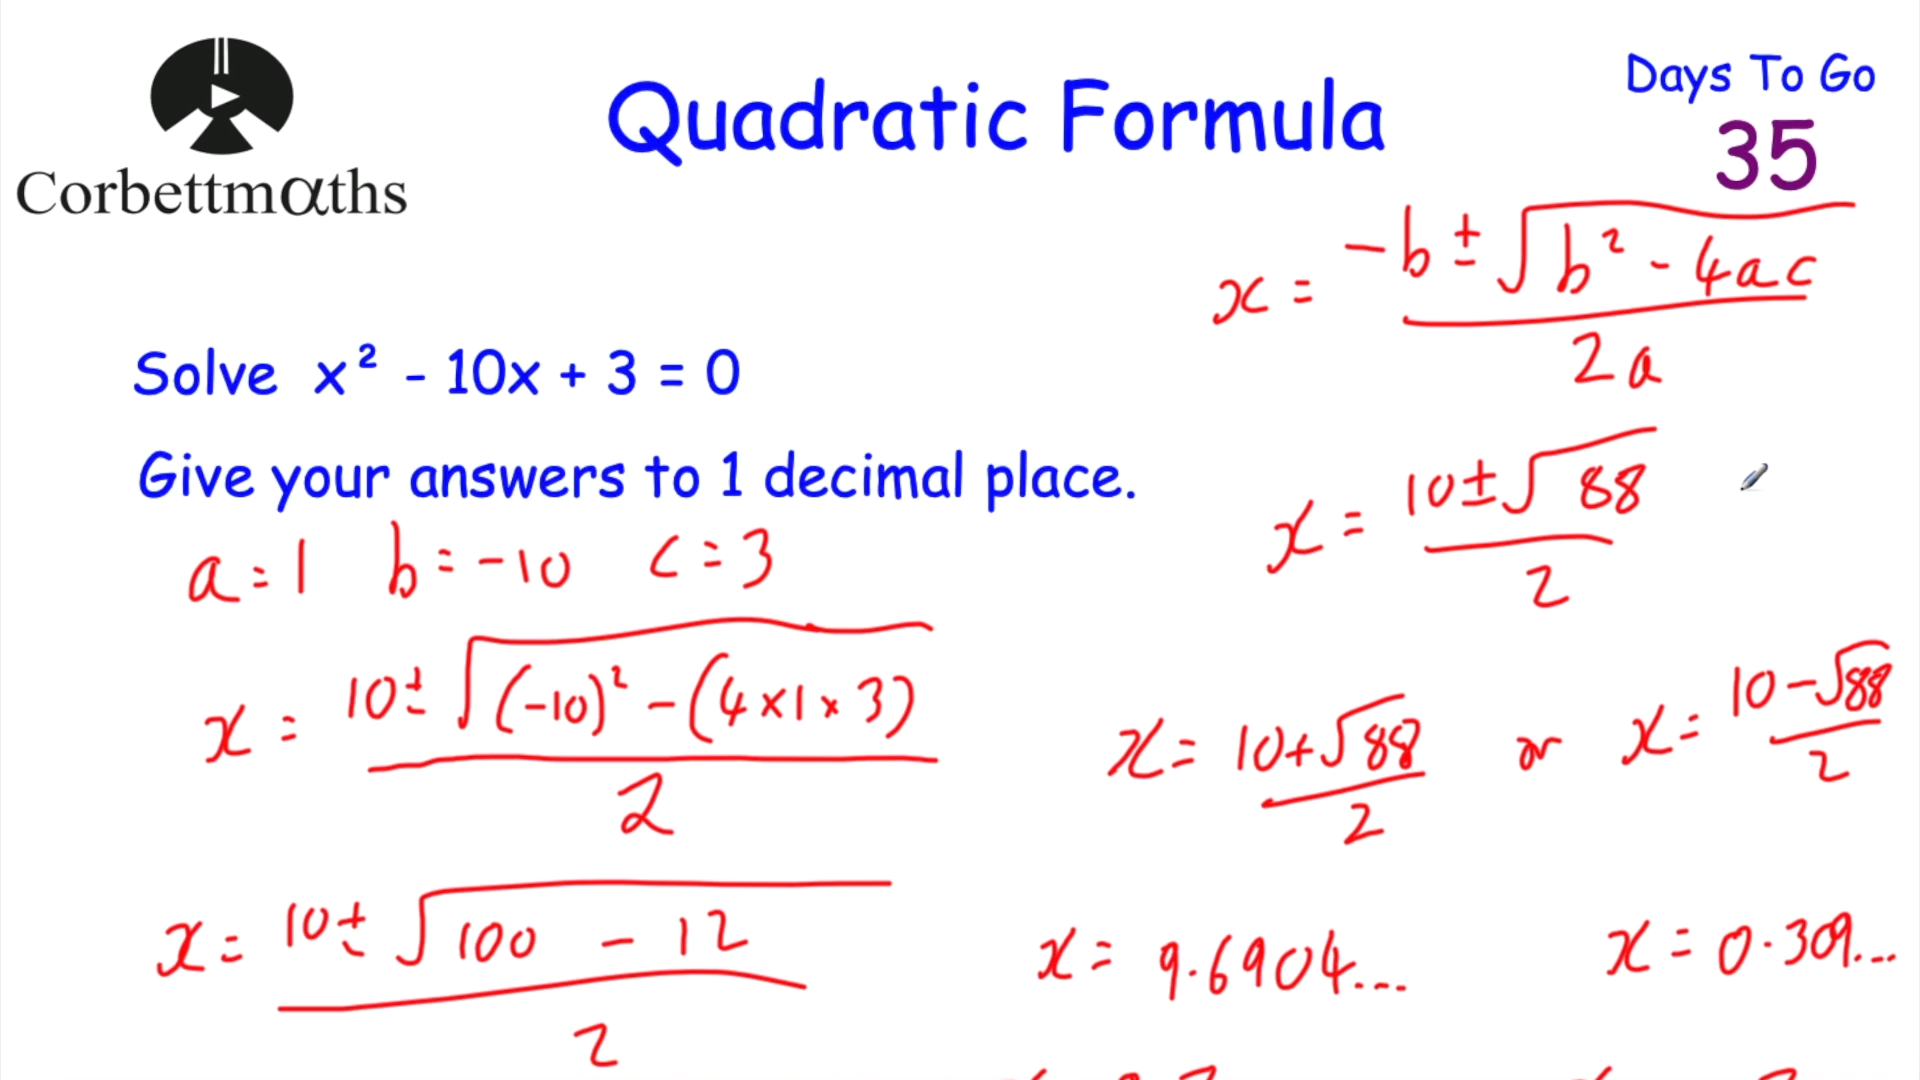 Corbettmαths
Quadratic Formula
Days To Go
35
x = (-b ± √(b² - 4ac)) / 2a
Solve x² - 10x + 3 = 0
Give your answers to 1 decimal place.
a = 1 b = -10 c = 3
x = (10 ± √((-10)² - (4×1×3))) / 2
x = (10 ± √(100 - 12)) / 2
x = (10 ± √88) / 2
x = (10 + √88) / 2 or x = (10 - √88) / 2
x = 9.6904... x = 0.309...